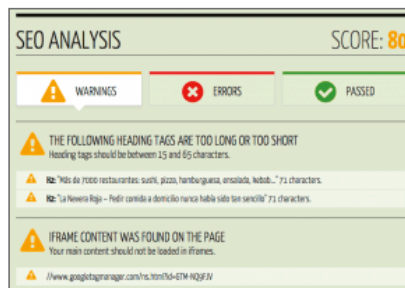 SEO ANALYSIS
SCORE: 80
WARNINGS
ERRORS
PASSED
THE FOLLOWING HEADING TAGS ARE TOO LONG OR TOO SHORT
Heading tags should be between 15 and 65 characters.
H2: "Más de 7000 restaurantes: sushi, pizza, hamburguesa, ensalada, kebab..." 71 characters.
H2: "La Nevera Roja – Pedir comida a domicilio nunca había sido tan sencillo" 71 characters.
IFRAME CONTENT WAS FOUND ON THE PAGE
Your main content should not be loaded in iframes.
//www.googletagmanager.com/ns.html?id=GTM-NQ9FJV